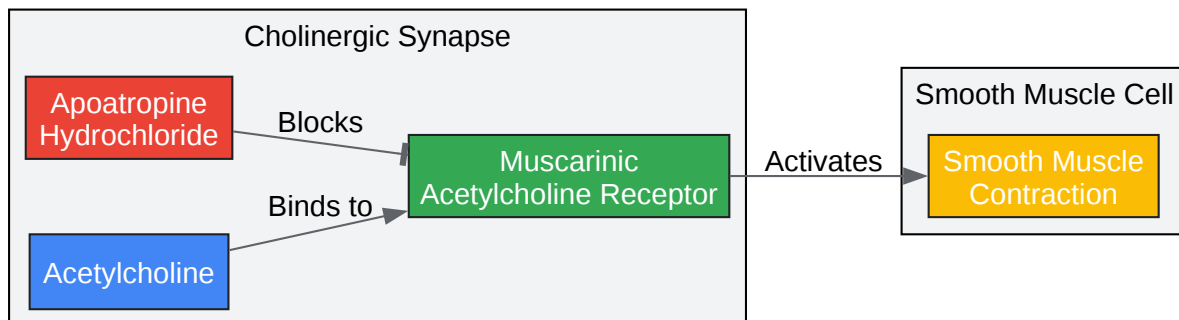 Cholinergic Synapse
Apoatropine
Hydrochloride
Blocks
Binds to
Acetylcholine
Muscarinic
Acetylcholine Receptor
Activates
Smooth Muscle Cell
Smooth Muscle
Contraction